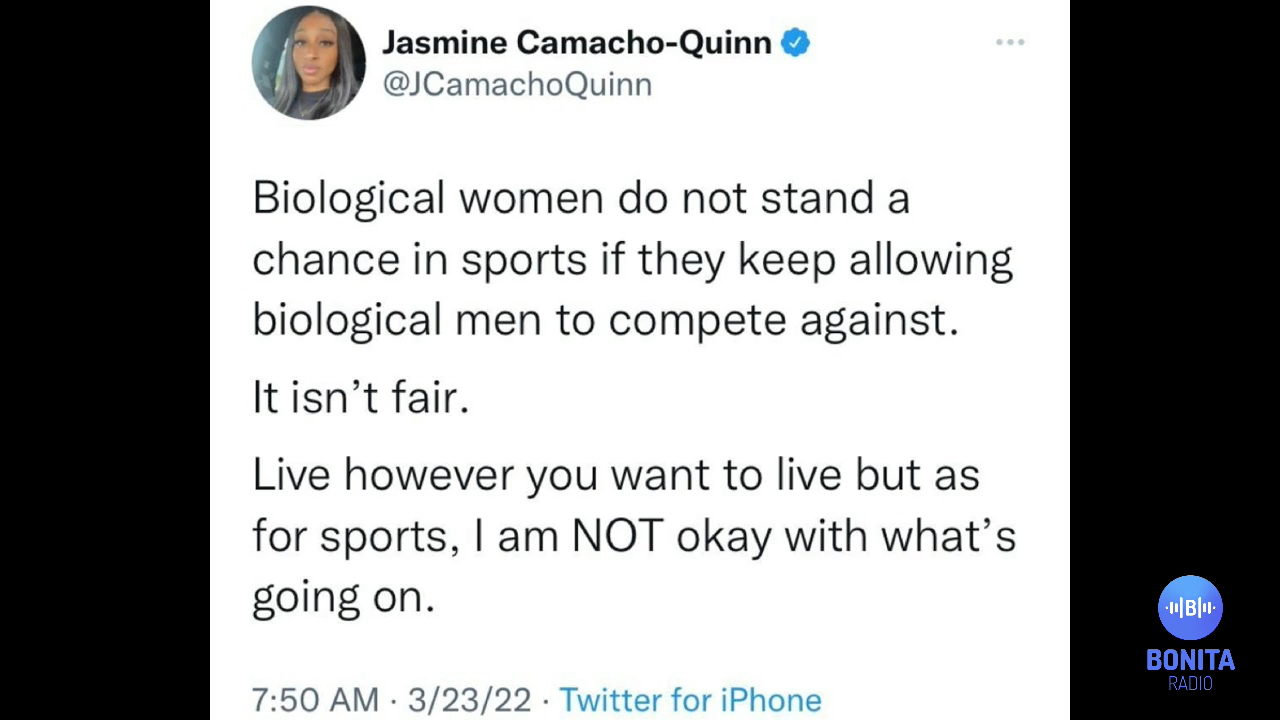 Jasmine Camacho-Quinn
@JCamachoQuinn
Biological women do not stand a
chance in sports if they keep allowing
biological men to compete against.
It isn’t fair.
Live however you want to live but as
for sports, I am NOT okay with what’s
going on.
7:50 AM · 3/23/22 · Twitter for iPhone
B
BONITA
RADIO